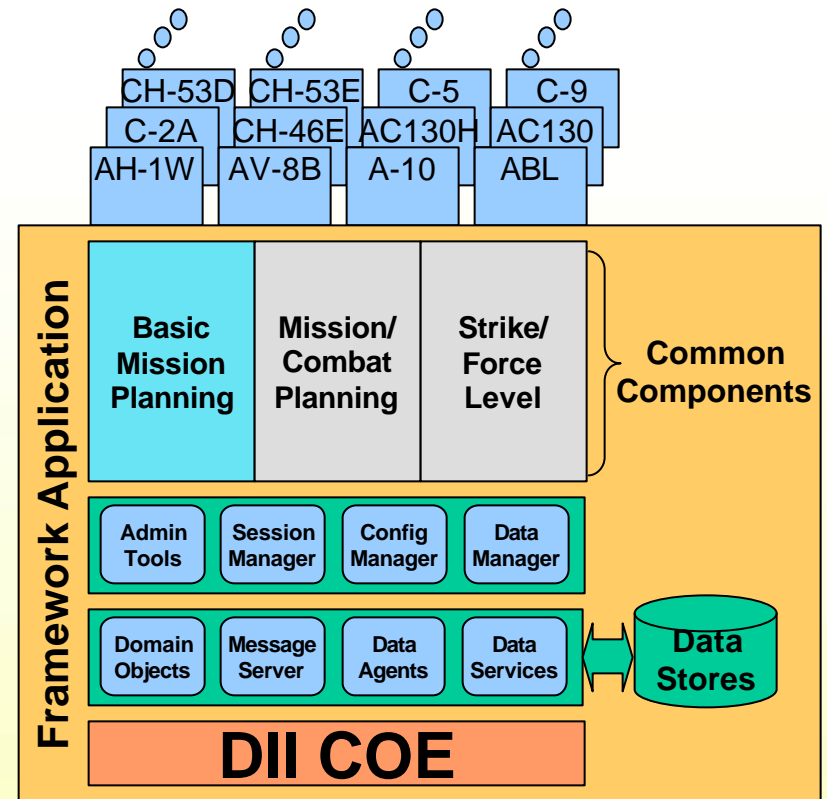 CH-53D CH-53E C-5 C-9
C-2A CH-46E AC130H AC130
AH-1W AV-8B A-10 ABL
Framework Application
Basic
Mission
Planning
Mission/
Combat
Planning
Strike/
Force
Level
Common
Components
Admin
Tools
Session
Manager
Config
Manager
Data
Manager
Domain
Objects
Message
Server
Data
Agents
Data
Services
Data
Stores
DII COE